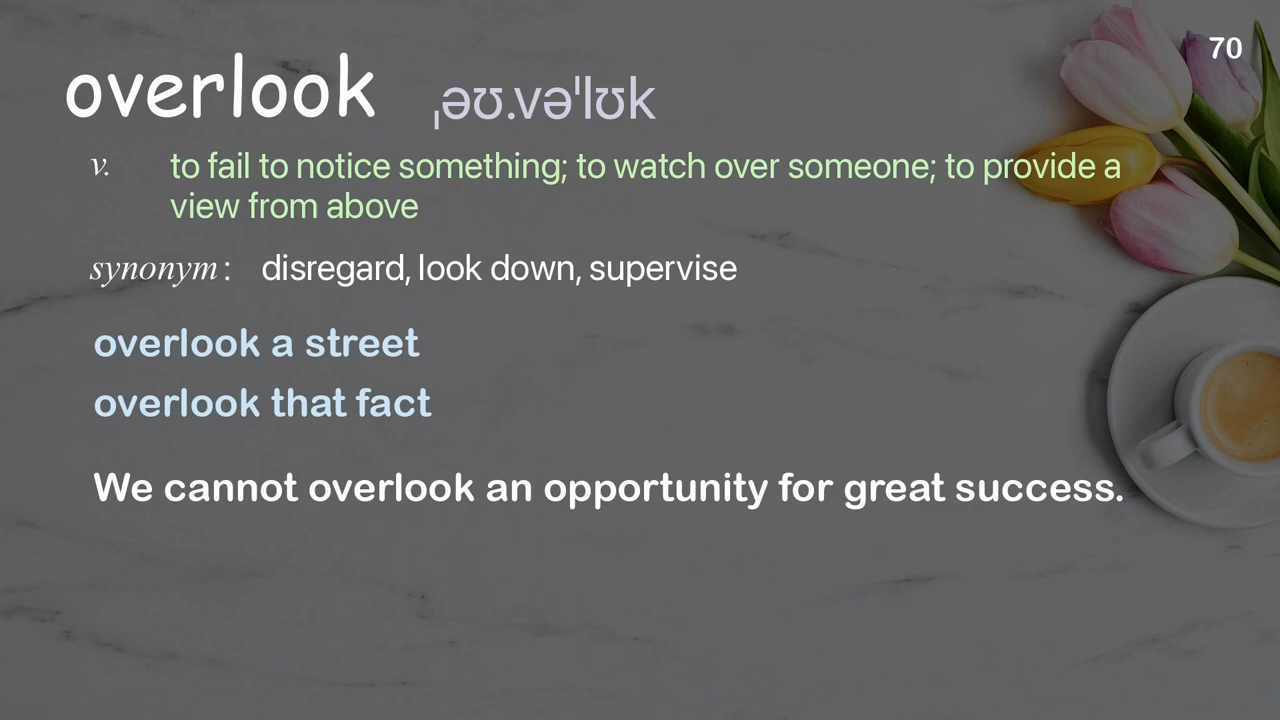 70
overlook ˌəʊ.vəˈlʊk
v. to fail to notice something; to watch over someone; to provide a
view from above
synonym: disregard, look down, supervise
overlook a street
overlook that fact
We cannot overlook an opportunity for great success.